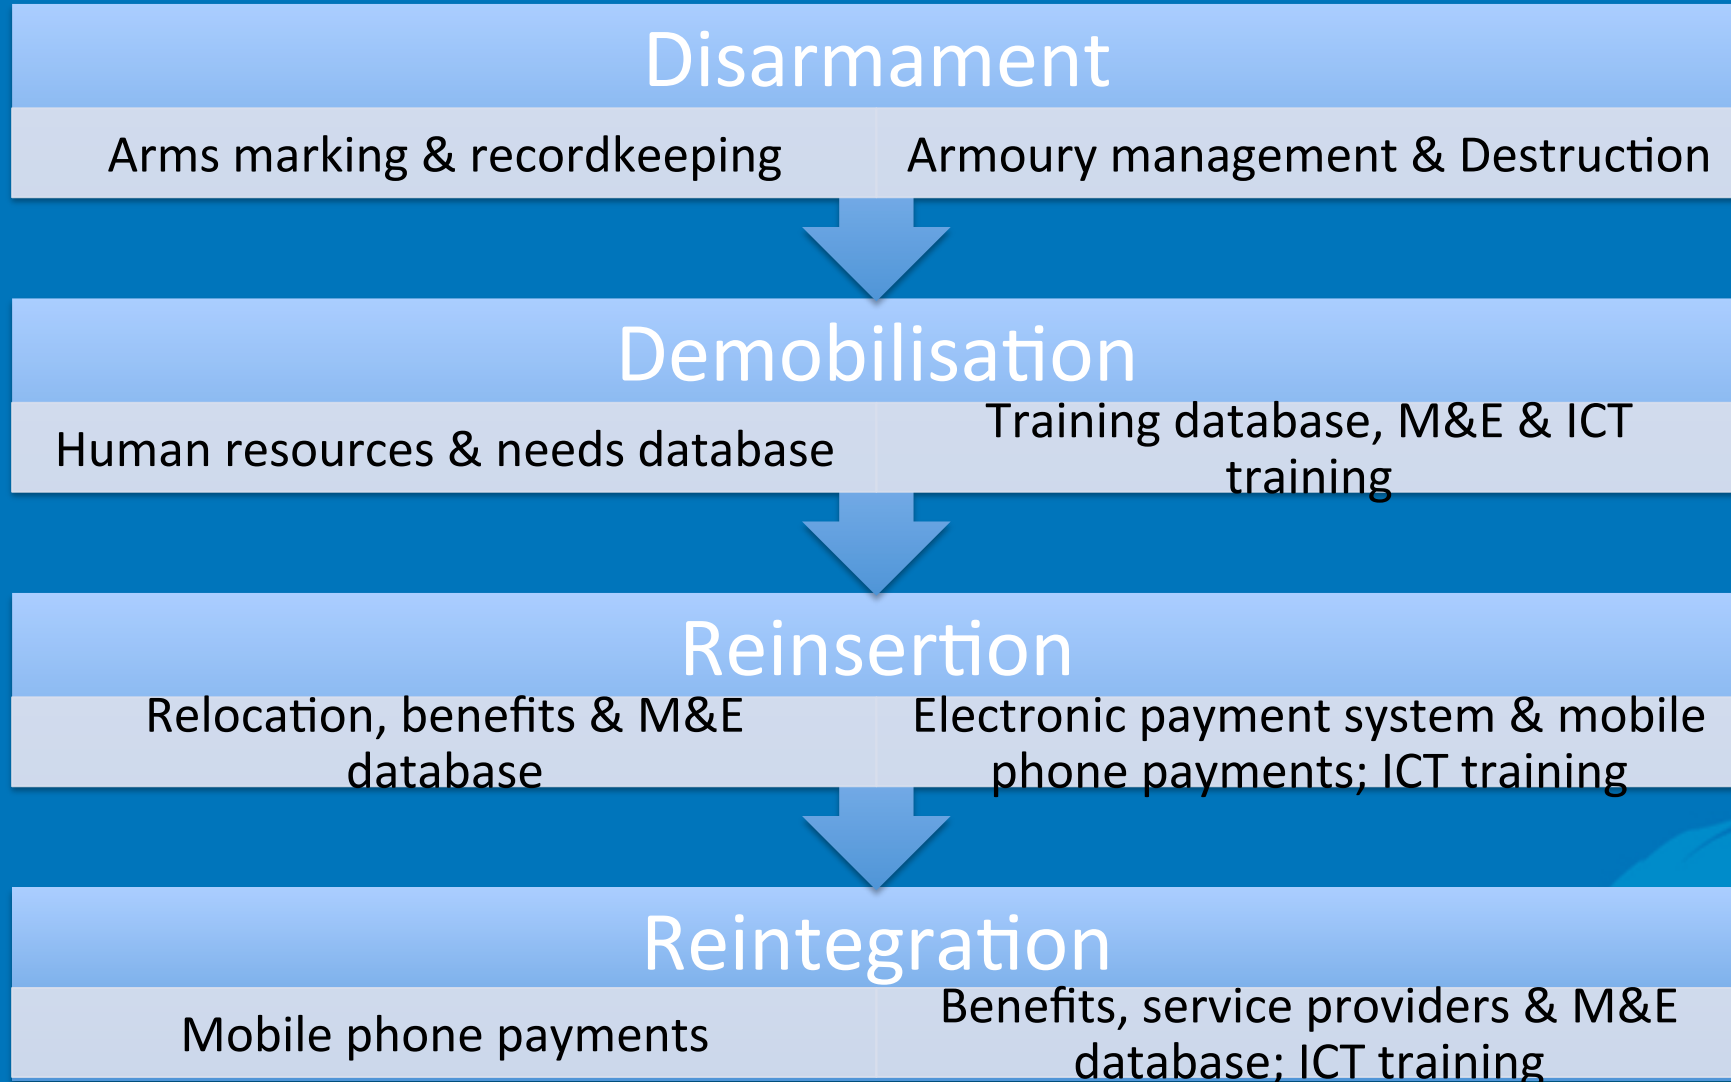 Disarmament
Arms marking & recordkeeping
Armoury management & Destruction
Demobilisation
Human resources & needs database
Training database, M&E & ICT
training
Reinsertion
Relocation, benefits & M&E
database
Electronic payment system & mobile
phone payments; ICT training
Reintegration
Mobile phone payments
Benefits, service providers & M&E
database; ICT training